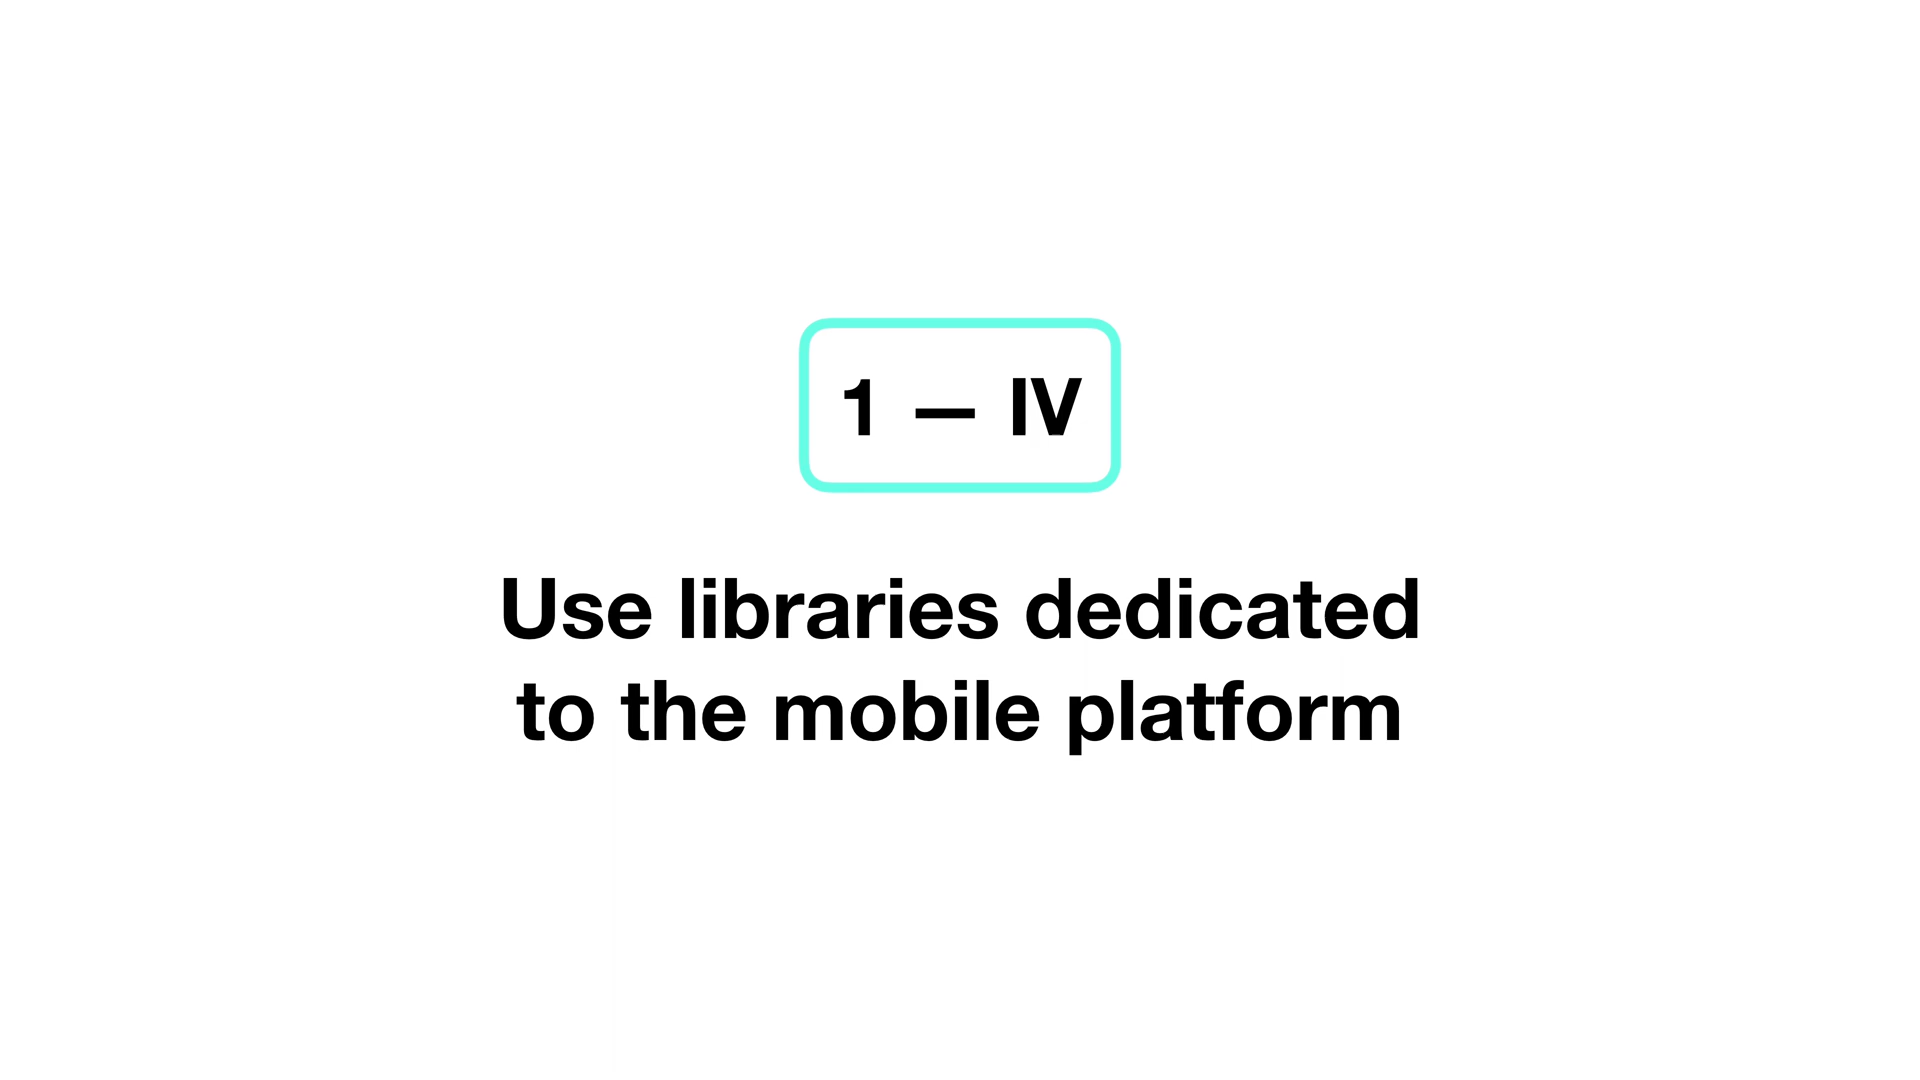 1 — IV
Use libraries dedicated
to the mobile platform